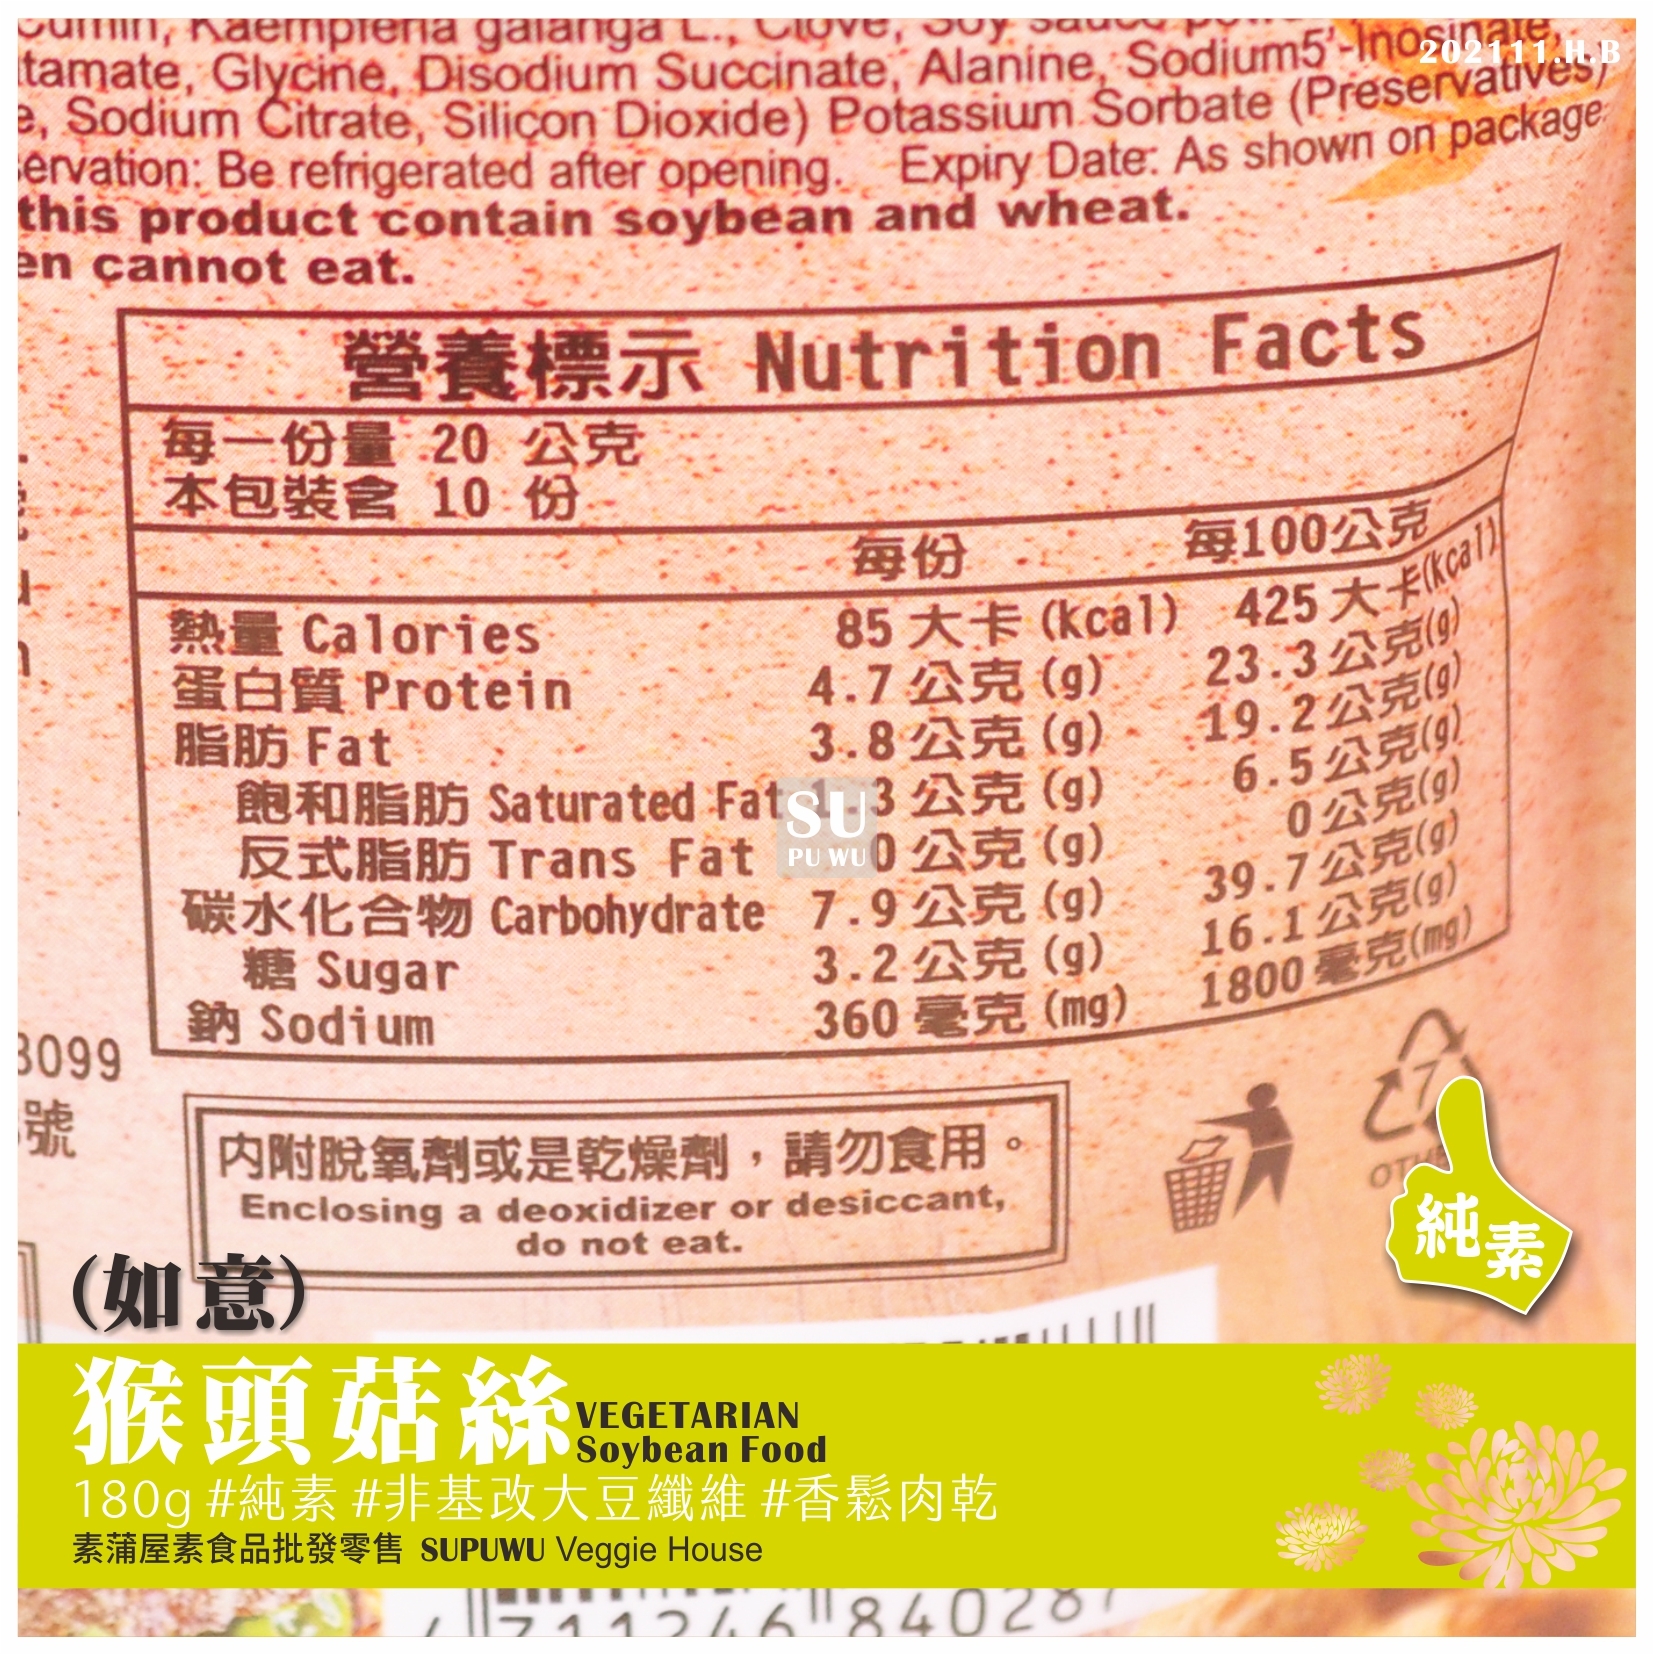 cumin, Kaempferia galanga L., Clove, Soy sauce
tamate, Glycine, Disodium Succinate, Alanine, Sodium5'-Inosinate,
202111.H.B
e, Sodium Citrate, Silicon Dioxide) Potassium Sorbate (Preservatives)
ervation: Be refrigerated after opening. Expiry Date: As shown on package.
this product contain soybean and wheat.
en cannot eat.
營養標示 Nutrition Facts
每一份量 20 公克
本包裝含 10 份
每份 每100公克
熱量 Calories 85 大卡 (kcal) 425 大卡(kcal)
蛋白質 Protein 4.7 公克 (g) 23.3 公克(g)
脂肪 Fat 3.8 公克 (g) 19.2 公克(g)
飽和脂肪 Saturated Fat 1.3 公克 (g) 6.5 公克(g)
反式脂肪 Trans Fat 0 公克 (g) 0 公克(g)
碳水化合物 Carbohydrate 7.9 公克 (g) 39.7 公克(g)
糖 Sugar 3.2 公克 (g) 16.1 公克(g)
鈉 Sodium 360 毫克 (mg) 1800 毫克(mg)
SU
PU WU
3099
號
內附脫氧劑或是乾燥劑，請勿食用。
Enclosing a deoxidizer or desiccant,
do not eat.
7
純素
(如意)
猴頭菇絲 VEGETARIAN
Soybean Food
180g #純素 #非基改大豆纖維 #香鬆肉乾
素蒲屋素食品批發零售 SUPUWU Veggie House
4 711246 840287